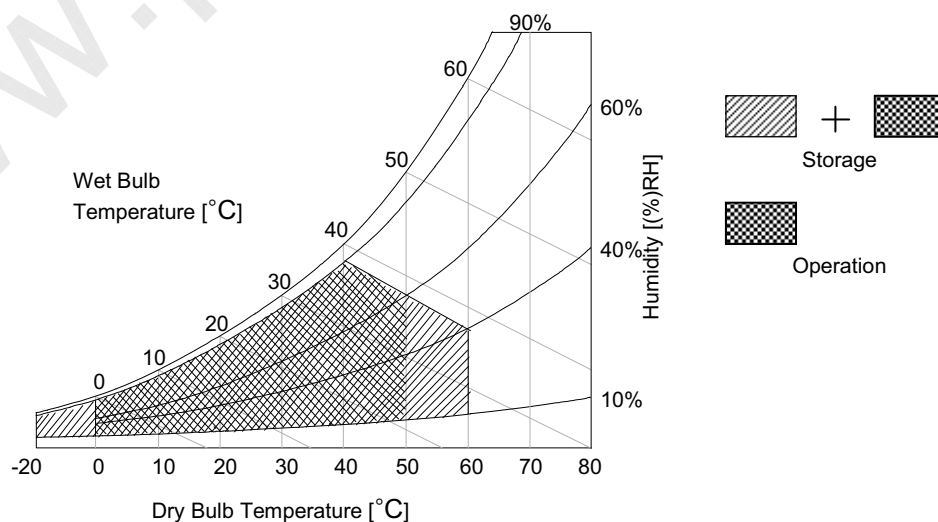 90%
60
60%
50
Wet Bulb
Temperature [°C]
Humidity [(%)RH]
Storage
40
40%
30
Operation
20
10
0
10%
-20 0 10 20 30 40 50 60 80
Dry Bulb Temperature [°C]
+
w.